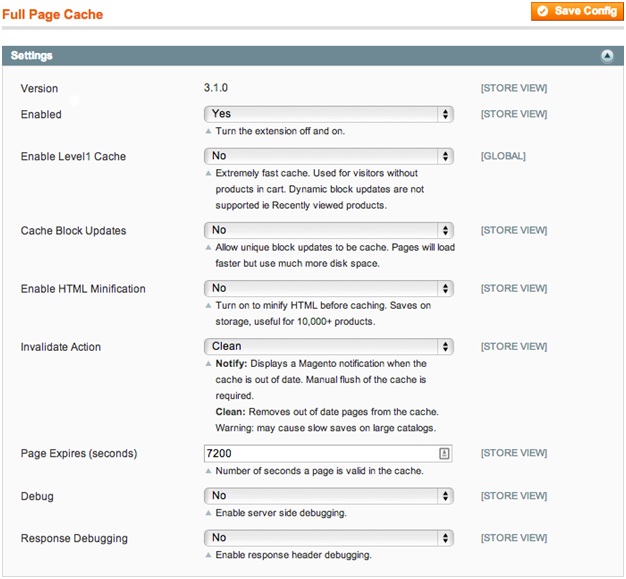 Full Page Cache
Save Config
Settings
Version 3.1.0 [STORE VIEW]
Enabled Yes [STORE VIEW]
Turn the extension off and on.
Enable Level1 Cache No [GLOBAL]
Extremely fast cache. Used for visitors without
products in cart. Dynamic block updates are not
supported ie Recently viewed products.
Cache Block Updates No [STORE VIEW]
Allow unique block updates to be cache. Pages will load
faster but use much more disk space.
Enable HTML Minification No [STORE VIEW]
Turn on to minify HTML before caching. Saves on
storage, useful for 10,000+ products.
Invalidate Action Clean [STORE VIEW]
Notify: Displays a Magento notification when the
cache is out of date. Manual flush of the cache is
required.
Clean: Removes out of date pages from the cache.
Warning: may cause slow saves on large catalogs.
Page Expires (seconds) 7200 [STORE VIEW]
Number of seconds a page is valid in the cache.
Debug No [STORE VIEW]
Enable server side debugging.
Response Debugging No [STORE VIEW]
Enable response header debugging.